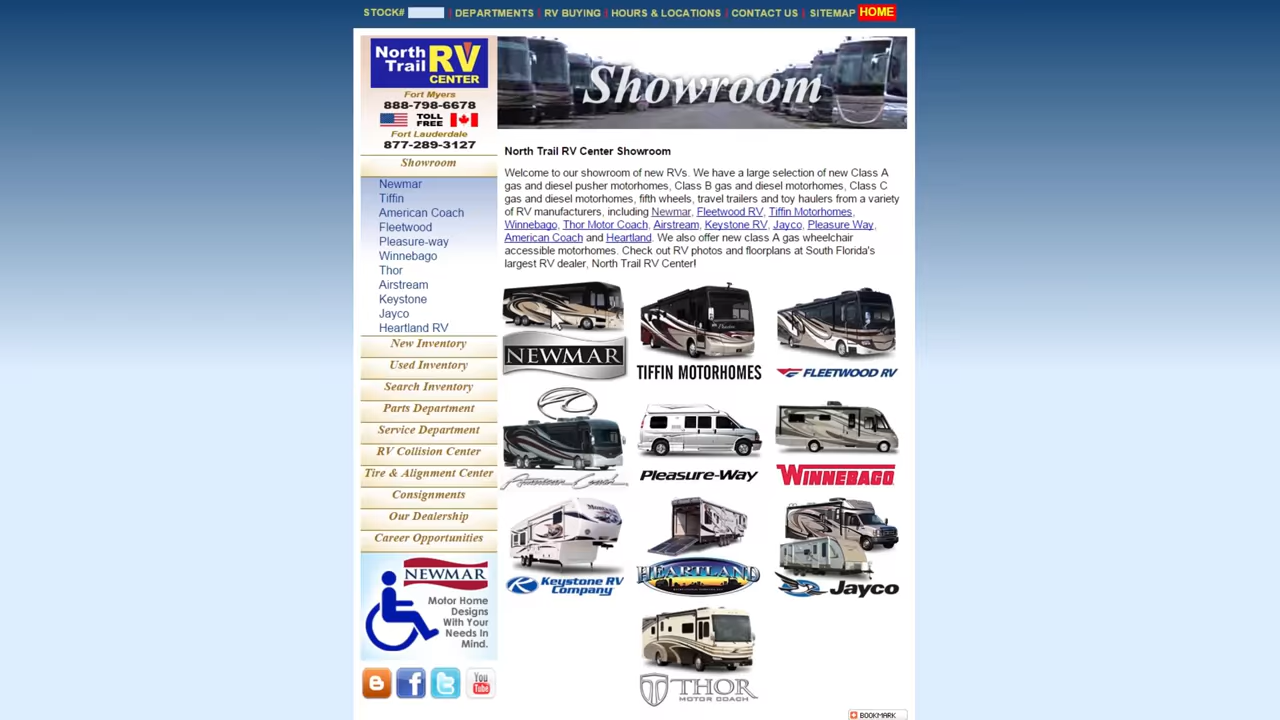 STOCK# | DEPARTMENTS | RV BUYING | HOURS & LOCATIONS | CONTACT US | SITEMAP HOME
North Trail RV CENTER
Fort Myers
888-798-6678
TOLL FREE
Fort Lauderdale
877-289-3127
Showroom
Newmar
Tiffin
American Coach
Fleetwood
Pleasure-way
Winnebago
Thor
Airstream
Keystone
Jayco
Heartland RV
New Inventory
Used Inventory
Search Inventory
Parts Department
Service Department
RV Collision Center
Tire & Alignment Center
Consignments
Our Dealership
Career Opportunities
NEWMAR
Motor Home
Designs
With Your
Needs In
Mind.
You
Tube
Showroom
North Trail RV Center Showroom
Welcome to our showroom of new RVs. We have a large selection of new Class A
gas and diesel pusher motorhomes, Class B gas and diesel motorhomes, Class C
gas and diesel motorhomes, fifth wheels, travel trailers and toy haulers from a variety
of RV manufacturers, including Newmar, Fleetwood RV, Tiffin Motorhomes,
Winnebago, Thor Motor Coach, Airstream, Keystone RV, Jayco, Pleasure Way,
American Coach and Heartland. We also offer new class A gas wheelchair
accessible motorhomes. Check out RV photos and floorplans at South Florida's
largest RV dealer, North Trail RV Center!
NEWMAR
TIFFIN MOTORHOMES
FLEETWOOD RV
American Coach
Pleasure-Way
WINNEBAGO
Keystone RV
Company
HEARTLAND
Jayco
THOR
MOTOR COACH
BOOKMARK